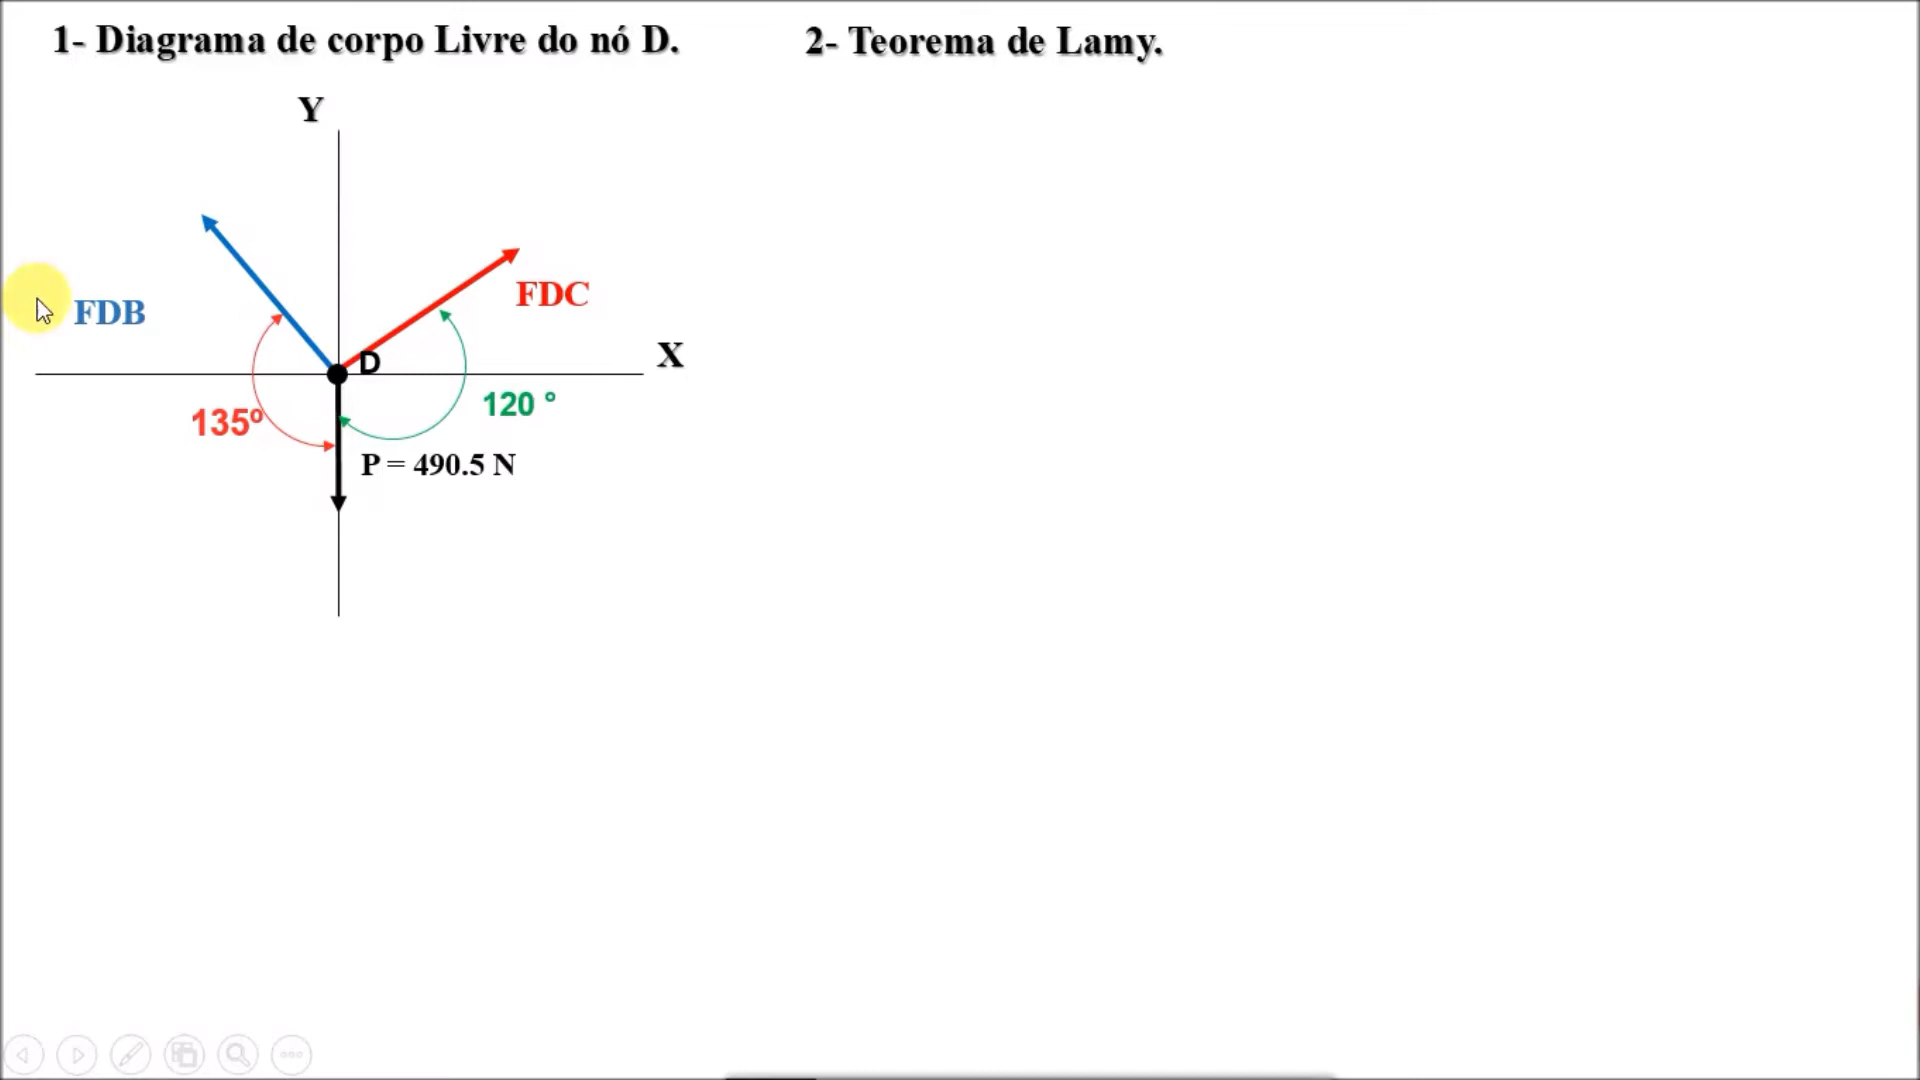 1- Diagrama de corpo Livre do nó D.
2- Teorema de Lamy.
Y
FDB
FDC
D
X
135º
120 °
P = 490.5 N